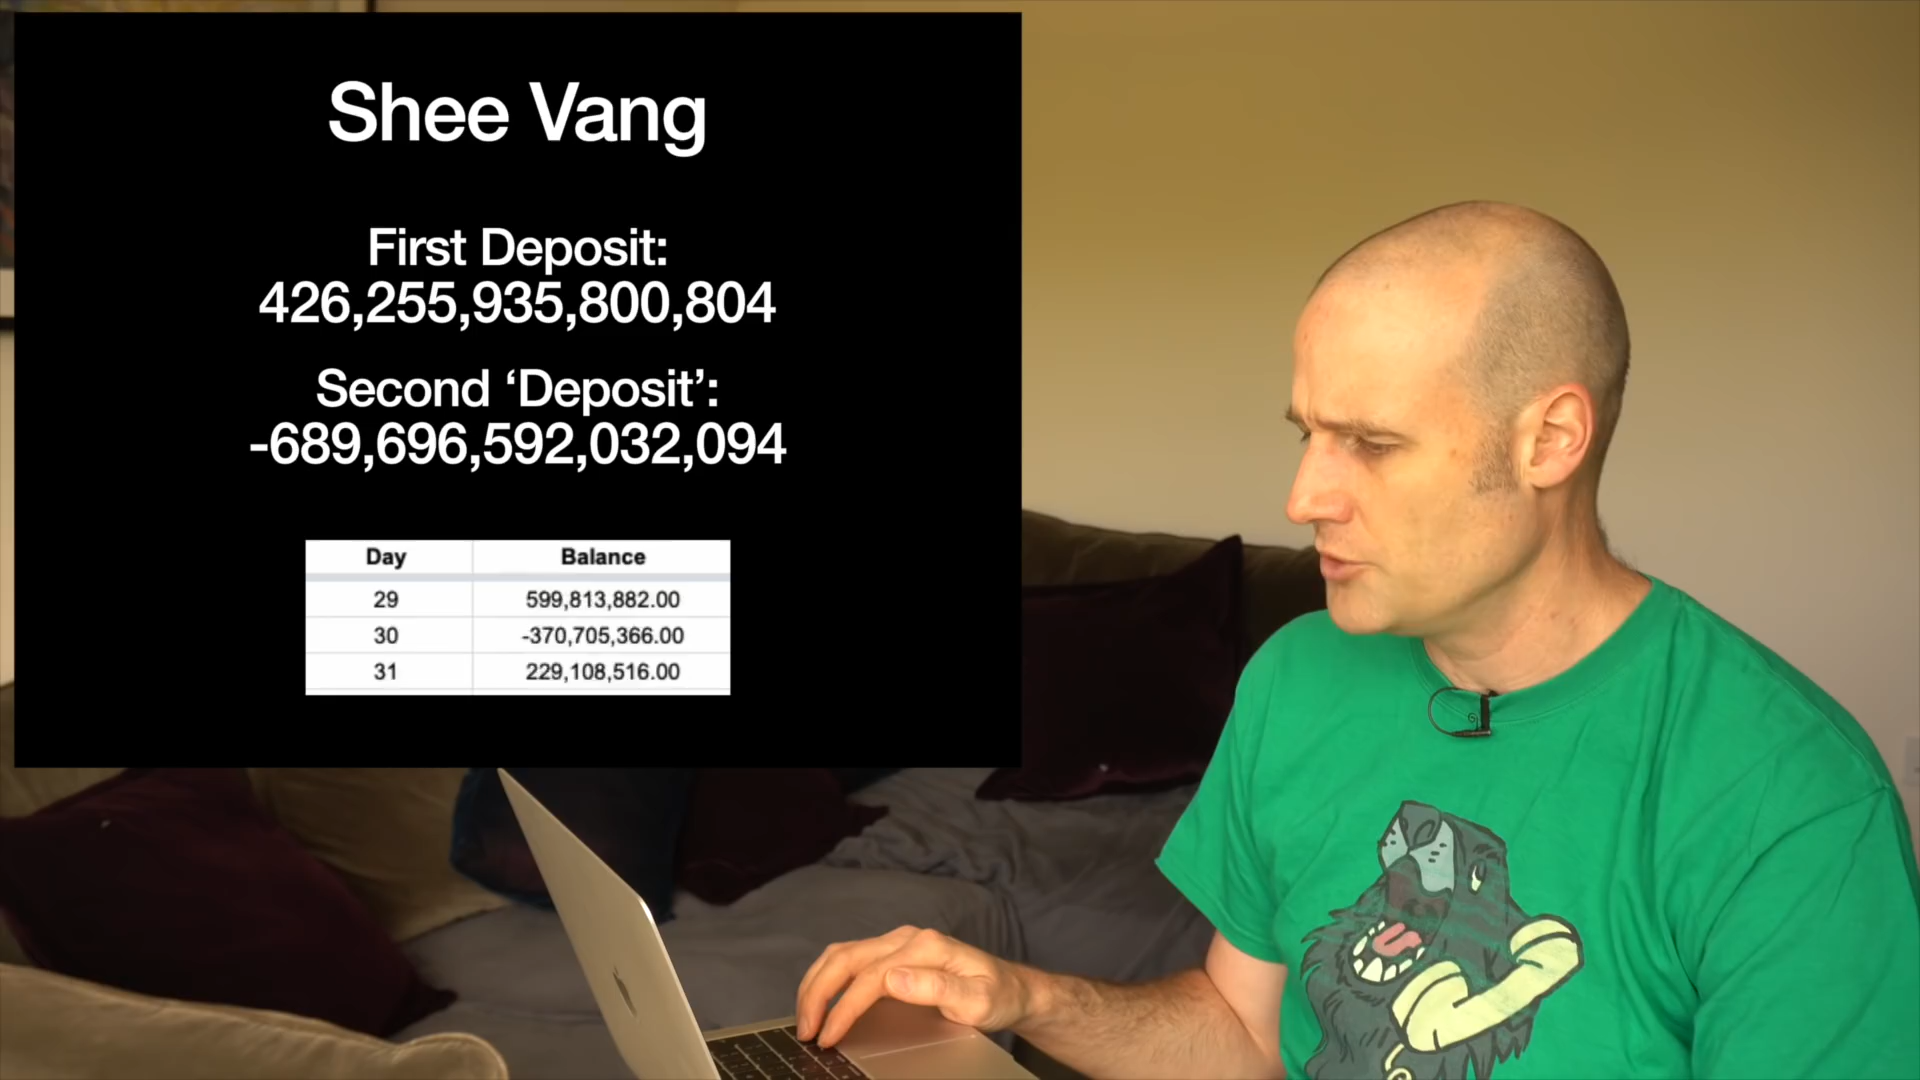 Shee Vang
First Deposit:
426,255,935,800,804
Second ‘Deposit’:
-689,696,592,032,094
Day Balance
29 599,813,882.00
30 -370,705,366.00
31 229,108,516.00